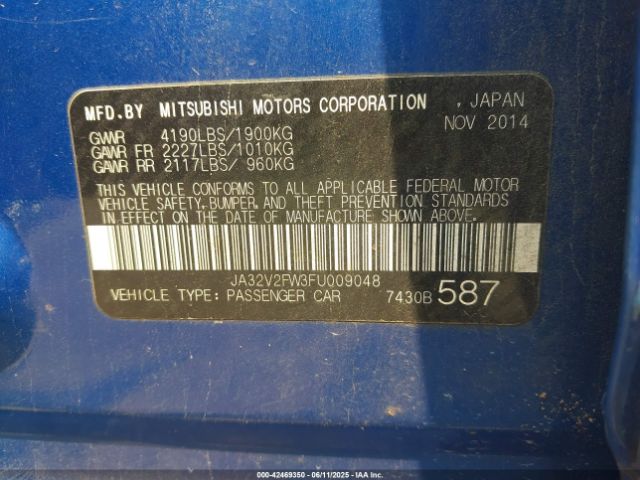 MFD.BY MITSUBISHI MOTORS CORPORATION , JAPAN
NOV 2014
GVWR 4190LBS/1900KG
GAWR FR 2227LBS/1010KG
GAWR RR 2117LBS/ 960KG
THIS VEHICLE CONFORMS TO ALL APPLICABLE FEDERAL MOTOR
VEHICLE SAFETY, BUMPER, AND THEFT PREVENTION STANDARDS
IN EFFECT ON THE DATE OF MANUFACTURE SHOWN ABOVE.
JA32V2FW3FU009048
VEHICLE TYPE: PASSENGER CAR 7430B 587
000-42469350 - 06/11/2025 - IAA Inc.